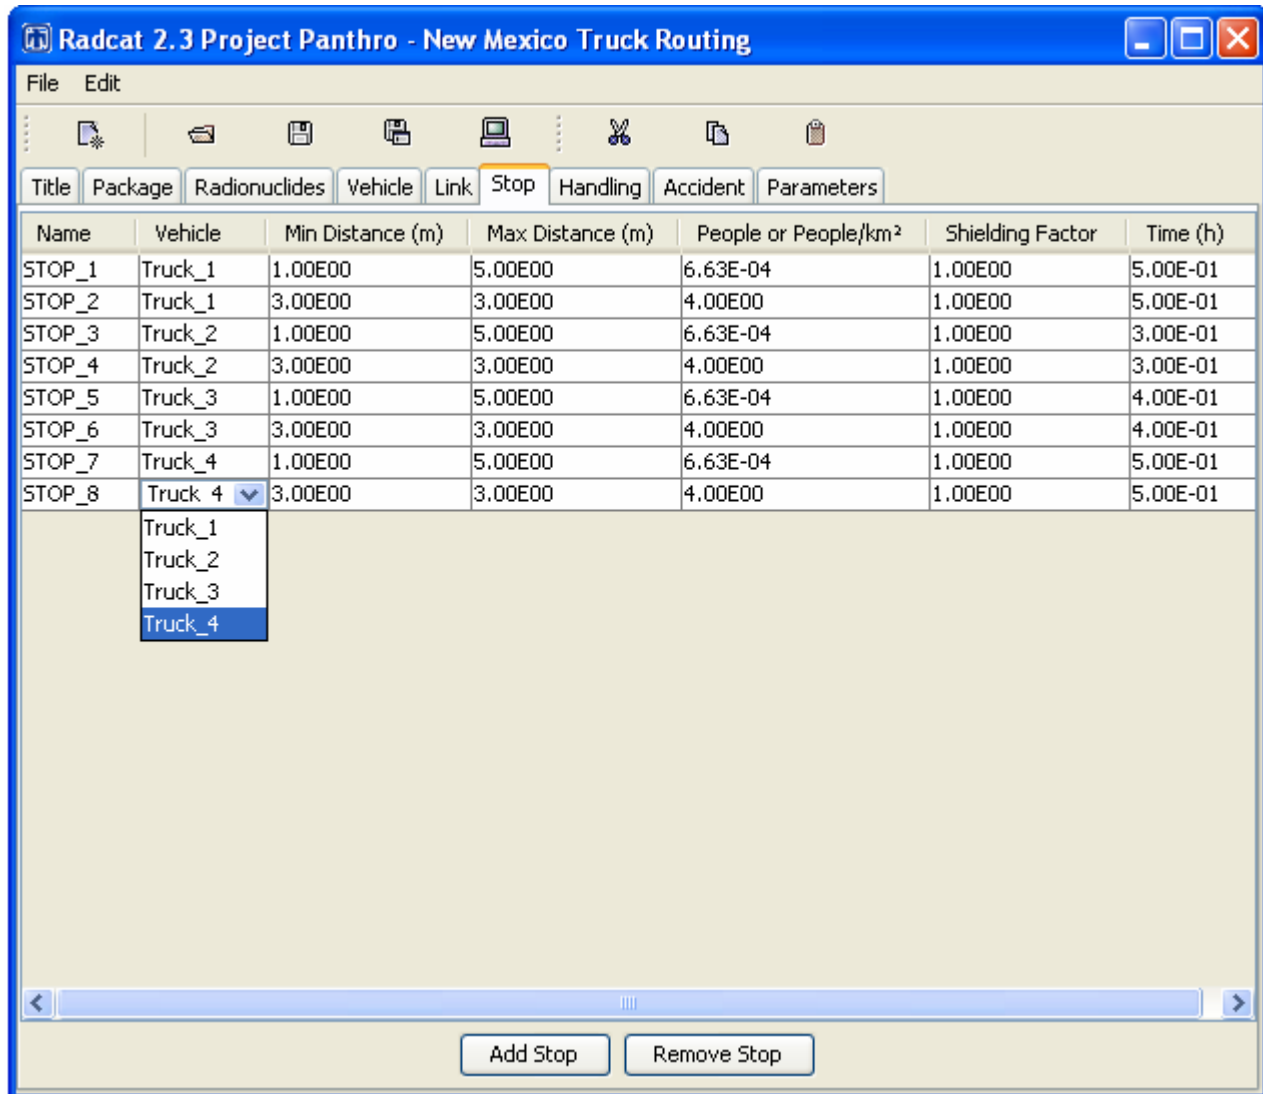 Radcat 2.3 Project Panthro - New Mexico Truck Routing
File Edit
Title Package Radionuclides Vehicle Link Stop Handling Accident Parameters
Name Vehicle Min Distance (m) Max Distance (m) People or People/km² Shielding Factor Time (h)
STOP_1 Truck_1 1.00E00 5.00E00 6.63E-04 1.00E00 5.00E-01
STOP_2 Truck_1 3.00E00 3.00E00 4.00E00 1.00E00 5.00E-01
STOP_3 Truck_2 1.00E00 5.00E00 6.63E-04 1.00E00 3.00E-01
STOP_4 Truck_2 3.00E00 3.00E00 4.00E00 1.00E00 3.00E-01
STOP_5 Truck_3 1.00E00 5.00E00 6.63E-04 1.00E00 4.00E-01
STOP_6 Truck_3 3.00E00 3.00E00 4.00E00 1.00E00 4.00E-01
STOP_7 Truck_4 1.00E00 5.00E00 6.63E-04 1.00E00 5.00E-01
STOP_8 Truck_4 3.00E00 3.00E00 4.00E00 1.00E00 5.00E-01
Truck_1
Truck_2
Truck_3
Truck_4
Add Stop Remove Stop